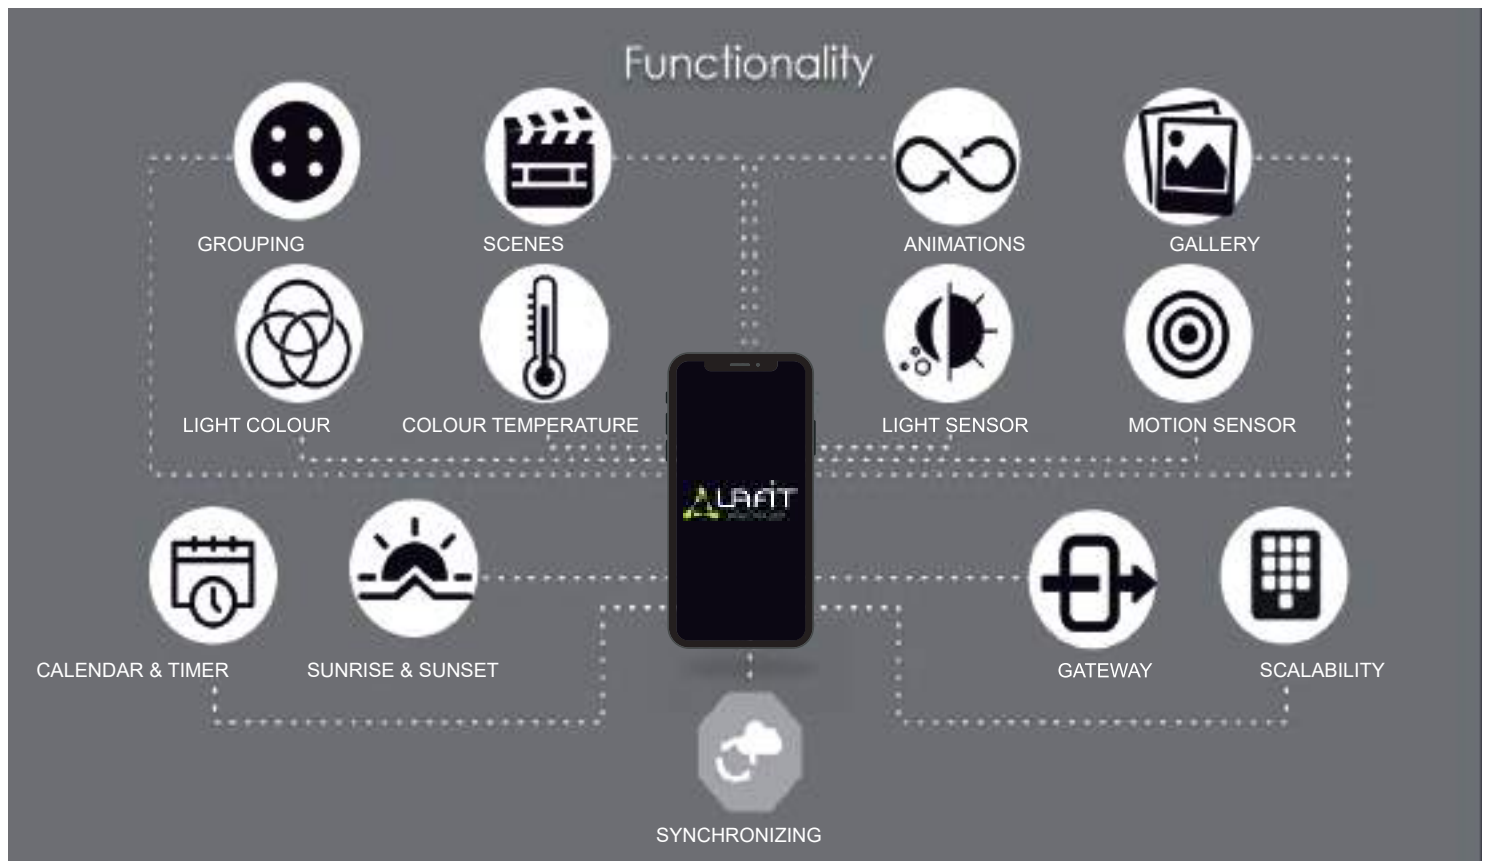 Functionality
GROUPING
SCENES
ANIMATIONS
GALLERY
LIGHT COLOUR
COLOUR TEMPERATURE
LIGHT SENSOR
MOTION SENSOR
LAFIT
CALENDAR & TIMER
SUNRISE & SUNSET
GATEWAY
SCALABILITY
SYNCHRONIZING